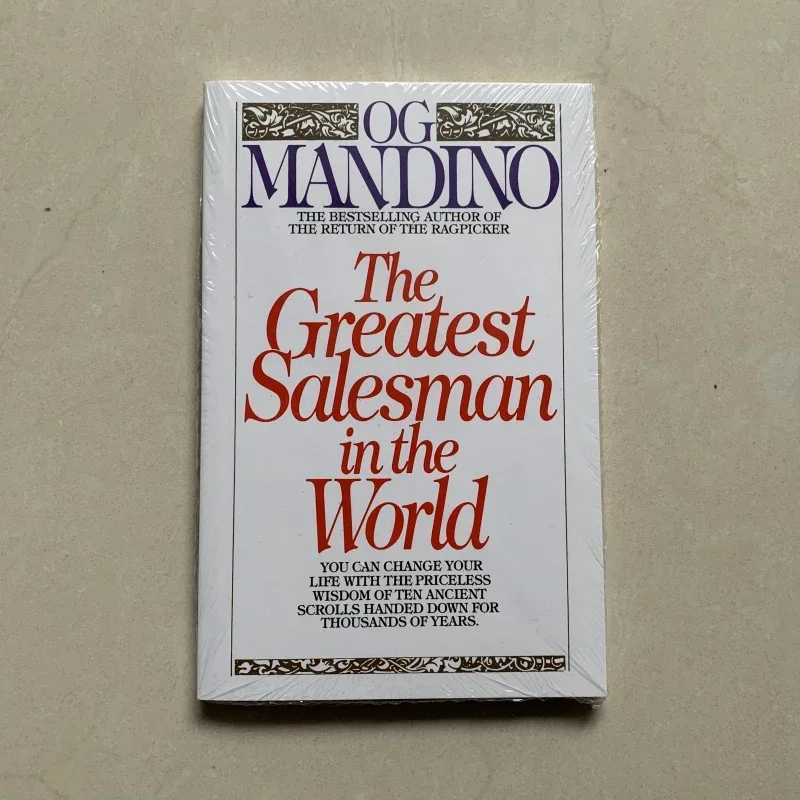 OG
MANDINO
THE BESTSELLING AUTHOR OF
THE RETURN OF THE RAGPICKER
The
Greatest
Salesman
in the
World
YOU CAN CHANGE YOUR
LIFE WITH THE PRICELESS
WISDOM OF TEN ANCIENT
SCROLLS HANDED DOWN FOR
THOUSANDS OF YEARS.